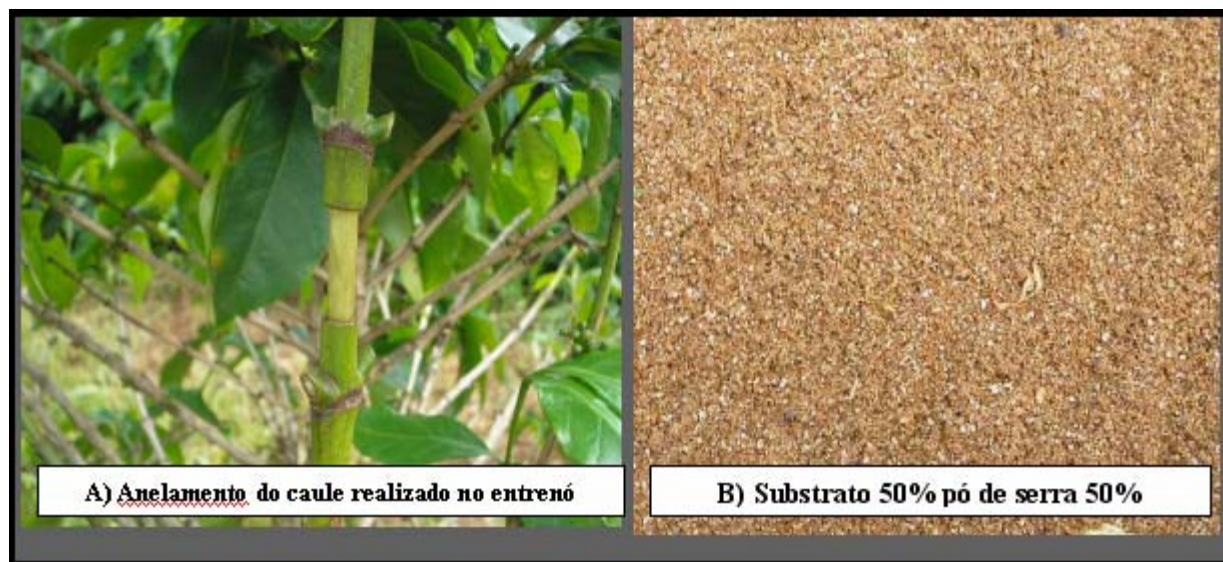 A) Anelamento do caule realizado no entrenó
B) Substrato 50% pó de serra 50%